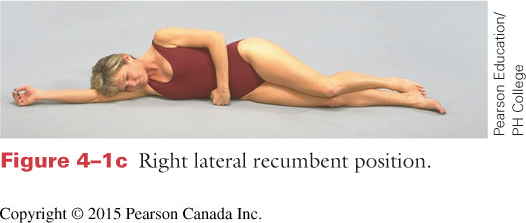 Pearson Education/
PH College
Figure 4–1c Right lateral recumbent position.
Copyright © 2015 Pearson Canada Inc.